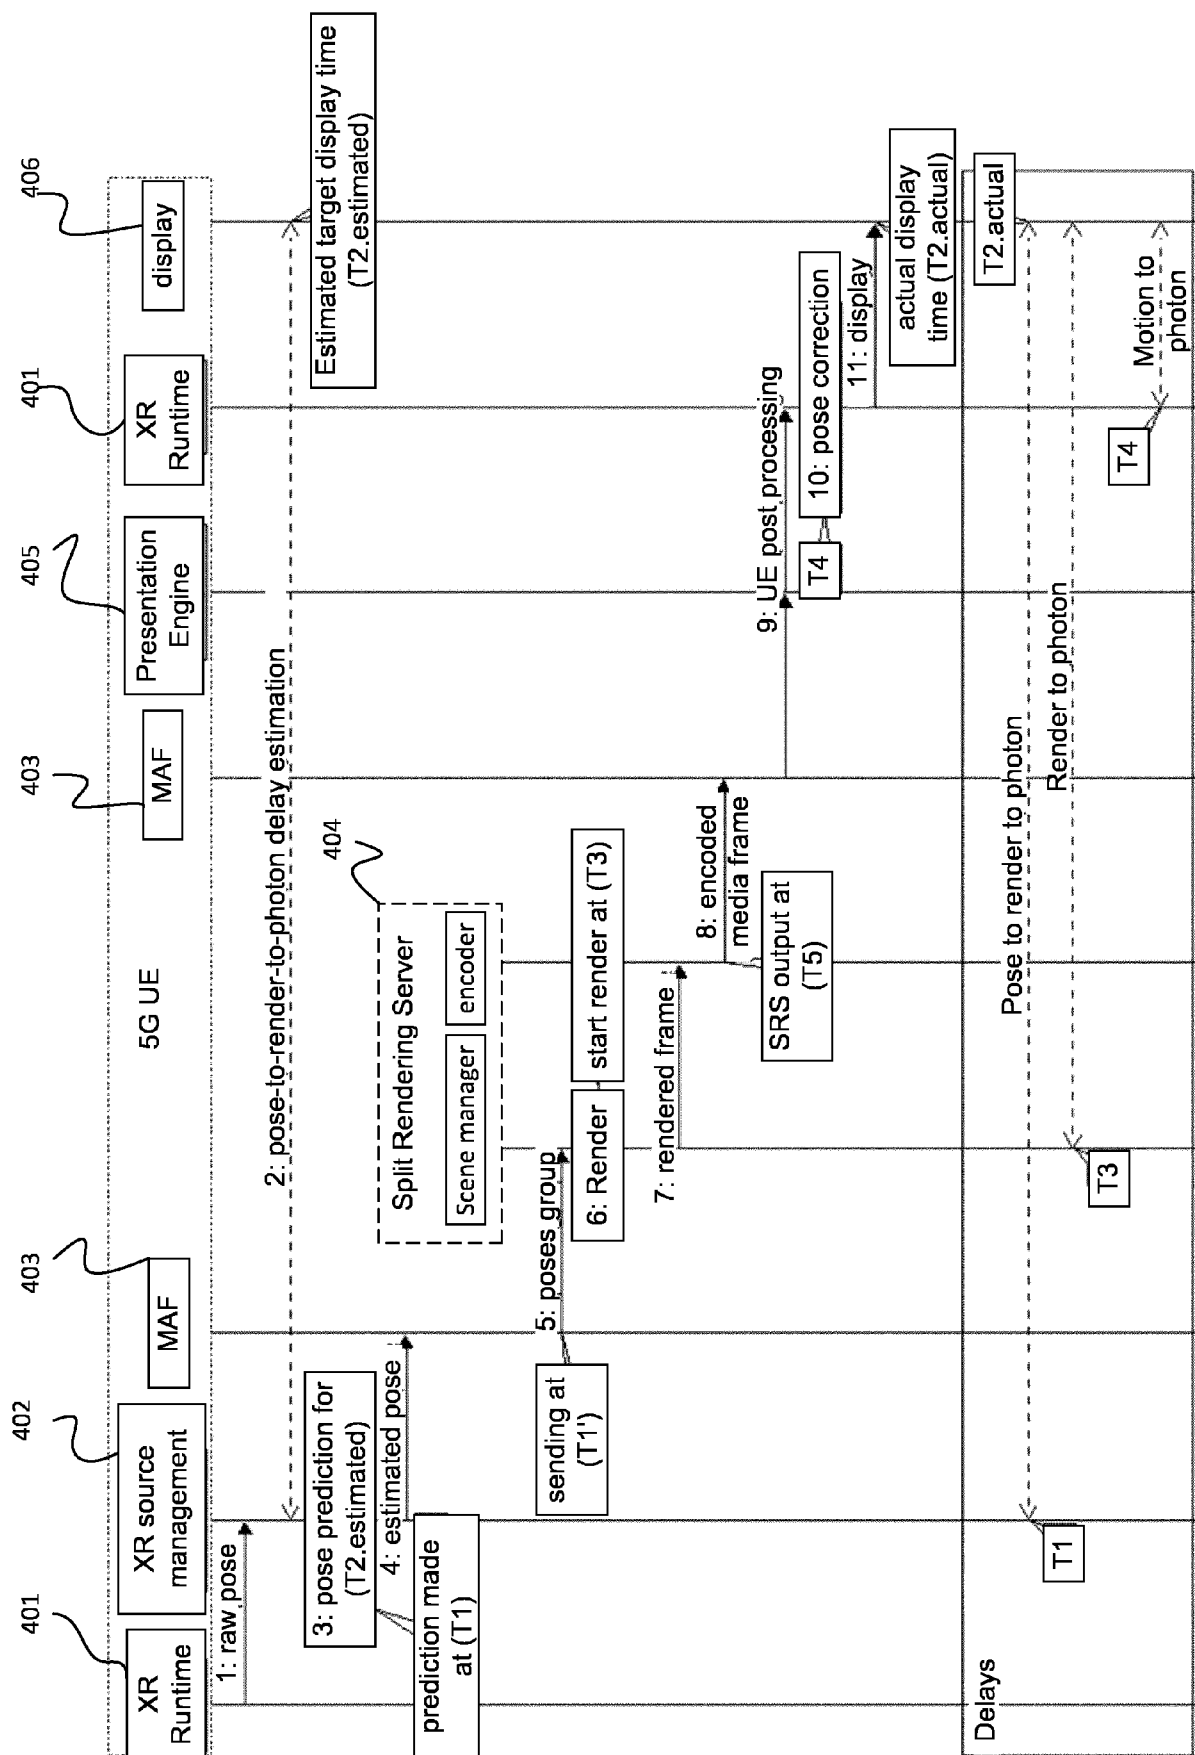 401
402
403
403
405
401
406
5G UE
XR
Runtime
XR source
management
MAF
MAF
Presentation
Engine
XR
Runtime
display
1: raw pose
2: pose-to-render-to-photon delay estimation
Estimated target display time
(T2.estimated)
3: pose prediction for
(T2.estimated)
prediction made
at (T1)
4: estimated pose
404
Split Rendering Server
Scene manager
encoder
5: poses group
sending at
(T1')
6: Render
start render at (T3)
7: rendered frame
8: encoded
media frame
SRS output at
(T5)
9: UE post processing
T4
10: pose correction
11: display
actual display
time (T2.actual)
Delays
T2.actual
Pose to render to photon
T1
Render to photon
T3
Motion to
photon
T4